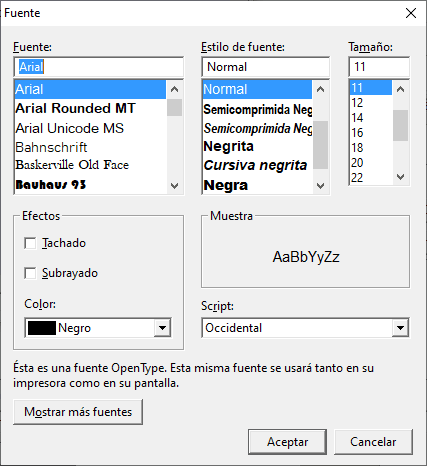 Fuente
Fuente:
Estilo de fuente:
Tamaño:
Arial
Normal
11
Arial
Arial Rounded MT
Arial Unicode MS
Bahnschrift
Baskerville Old Face
Bauhaus 93
Normal
Semicomprimida Neg
Semicomprimida Neg
Negrita
Cursiva negrita
Negra
11
12
14
16
18
20
22
Efectos
Tachado
Subrayado
Color:
Negro
Muestra
AaBbYyZz
Script:
Occidental
Ésta es una fuente OpenType. Esta misma fuente se usará tanto en su
impresora como en su pantalla.
Mostrar más fuentes
Aceptar
Cancelar